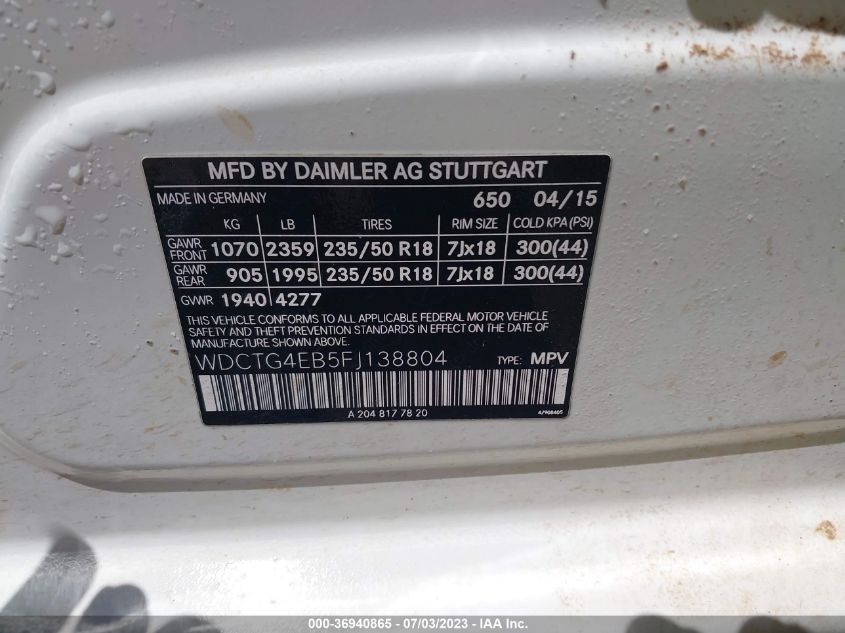 MFD BY DAIMLER AG STUTTGART
MADE IN GERMANY 650 04/15
KG LB TIRES RIM SIZE COLD KPA (PSI)
GAWR FRONT 1070 2359 235/50 R18 7Jx18 300(44)
GAWR REAR 905 1995 235/50 R18 7Jx18 300(44)
GVWR 1940 4277
THIS VEHICLE CONFORMS TO ALL APPLICABLE FEDERAL MOTOR VEHICLE
SAFETY AND THEFT PROTECTION STANDARDS IN EFFECT ON THE DATE OF
MANUFACTURE SHOWN ABOVE.
WDCTG4EB5FJ138804 TYPE: MPV
A 204 817 78 20
000-36940865 - 07/03/2023 - © IAA Inc.